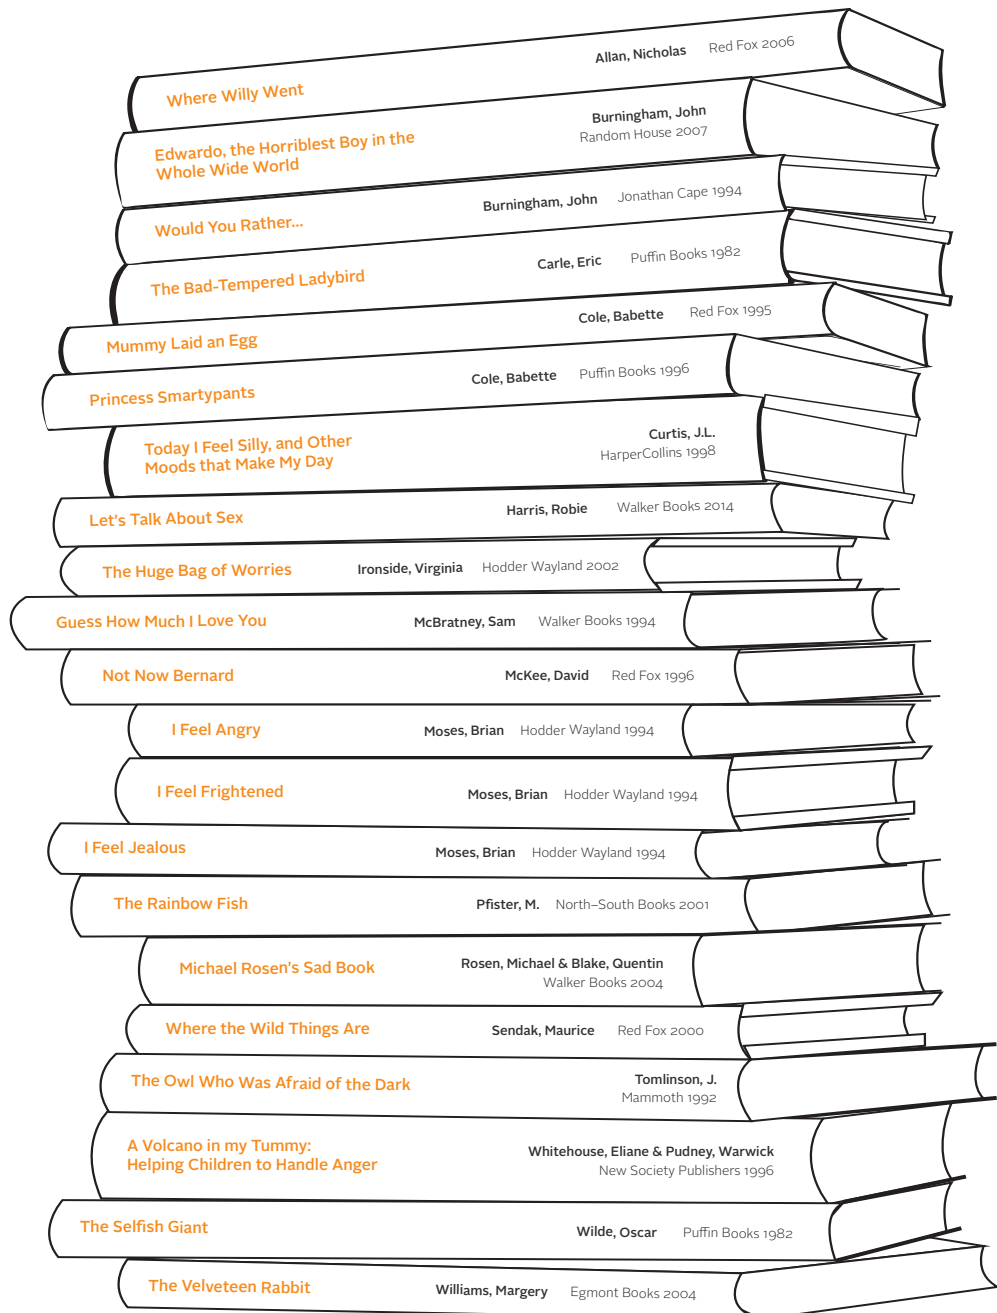 Where Willy Went Allan, Nicholas Red Fox 2006
Edwardo, the Horriblest Boy in the
Whole Wide World
Burningham, John
Random House 2007
Would You Rather... Burningham, John Jonathan Cape 1994
The Bad-Tempered Ladybird Carle, Eric Puffin Books 1982
Mummy Laid an Egg Cole, Babette Red Fox 1995
Princess Smartypants Cole, Babette Puffin Books 1996
Today I Feel Silly, and Other
Moods that Make My Day
Curtis, J.L.
HarperCollins 1998
Let's Talk About Sex Harris, Robie Walker Books 2014
The Huge Bag of Worries Ironside, Virginia Hodder Wayland 2002
Guess How Much I Love You McBratney, Sam Walker Books 1994
Not Now Bernard McKee, David Red Fox 1996
I Feel Angry Moses, Brian Hodder Wayland 1994
I Feel Frightened Moses, Brian Hodder Wayland 1994
I Feel Jealous Moses, Brian Hodder Wayland 1994
The Rainbow Fish Pfister, M. North–South Books 2001
Michael Rosen's Sad Book
Rosen, Michael & Blake, Quentin
Walker Books 2004
Where the Wild Things Are Sendak, Maurice Red Fox 2000
The Owl Who Was Afraid of the Dark
Tomlinson, J.
Mammoth 1992
A Volcano in my Tummy:
Helping Children to Handle Anger
Whitehouse, Eliane & Pudney, Warwick
New Society Publishers 1996
The Selfish Giant Wilde, Oscar Puffin Books 1982
The Velveteen Rabbit Williams, Margery Egmont Books 2004